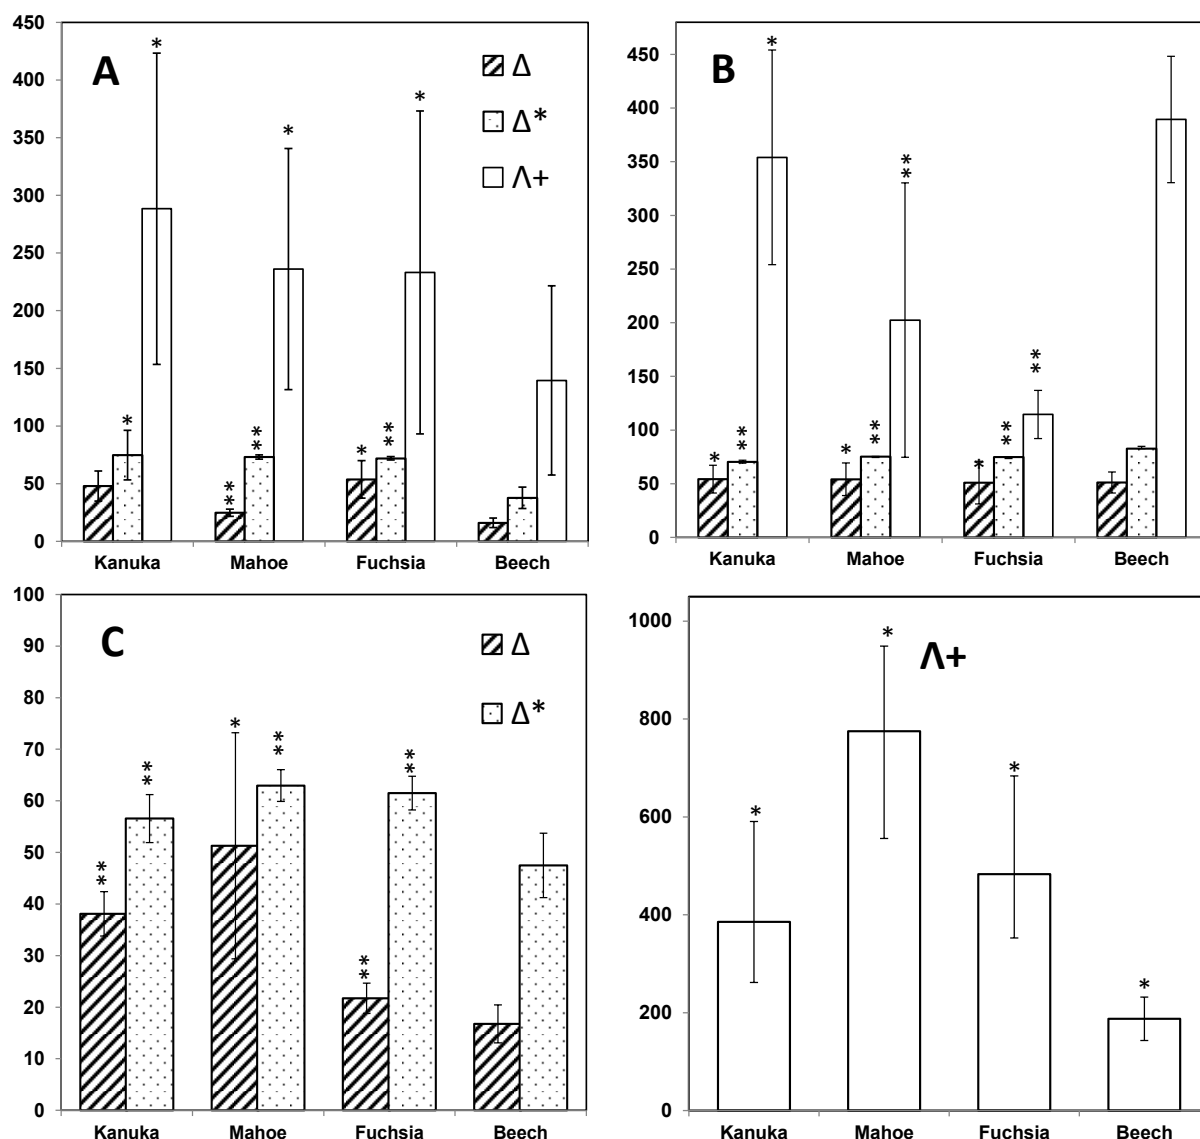 A
450
400
350
300
250
200
150
100
50
0
Δ
Δ*
Λ+
* ** * * ** * ** *
Kanuka Mahoe Fuchsia Beech
B
450
400
350
300
250
200
150
100
50
0
* ** * * ** ** * ** **
Kanuka Mahoe Fuchsia Beech
C
100
90
80
70
60
50
40
30
20
10
0
Δ
Δ*
** ** * ** ** **
Kanuka Mahoe Fuchsia Beech
Λ+
1000
800
600
400
200
0
* * * *
Kanuka Mahoe Fuchsia Beech